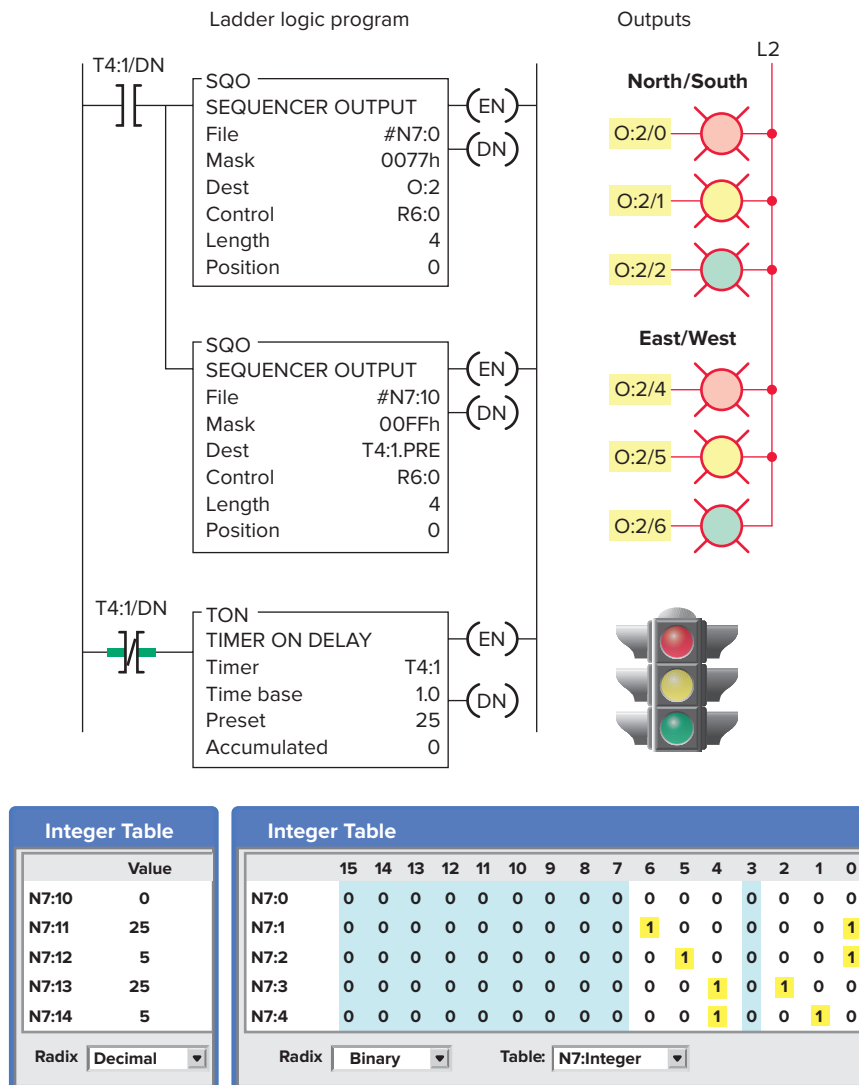 Ladder logic program
Outputs
L2
T4:1/DN
SQO
SEQUENCER OUTPUT
File #N7:0
Mask 0077h
Dest O:2
Control R6:0
Length 4
Position 0
EN
DN
North/South
O:2/0
O:2/1
O:2/2
SQO
SEQUENCER OUTPUT
File #N7:10
Mask 00FFh
Dest T4:1.PRE
Control R6:0
Length 4
Position 0
EN
DN
East/West
O:2/4
O:2/5
O:2/6
T4:1/DN
TON
TIMER ON DELAY
Timer T4:1
Time base 1.0
Preset 25
Accumulated 0
EN
DN
Integer Table
Value
N7:10 0
N7:11 25
N7:12 5
N7:13 25
N7:14 5
Radix Decimal
Integer Table
15 14 13 12 11 10 9 8 7 6 5 4 3 2 1 0
N7:0 0 0 0 0 0 0 0 0 0 0 0 0 0 0 0 0
N7:1 0 0 0 0 0 0 0 0 0 1 0 0 0 0 0 1
N7:2 0 0 0 0 0 0 0 0 0 0 1 0 0 0 0 1
N7:3 0 0 0 0 0 0 0 0 0 0 0 1 0 1 0 0
N7:4 0 0 0 0 0 0 0 0 0 0 0 1 0 0 1 0
Radix Binary Table: N7:Integer